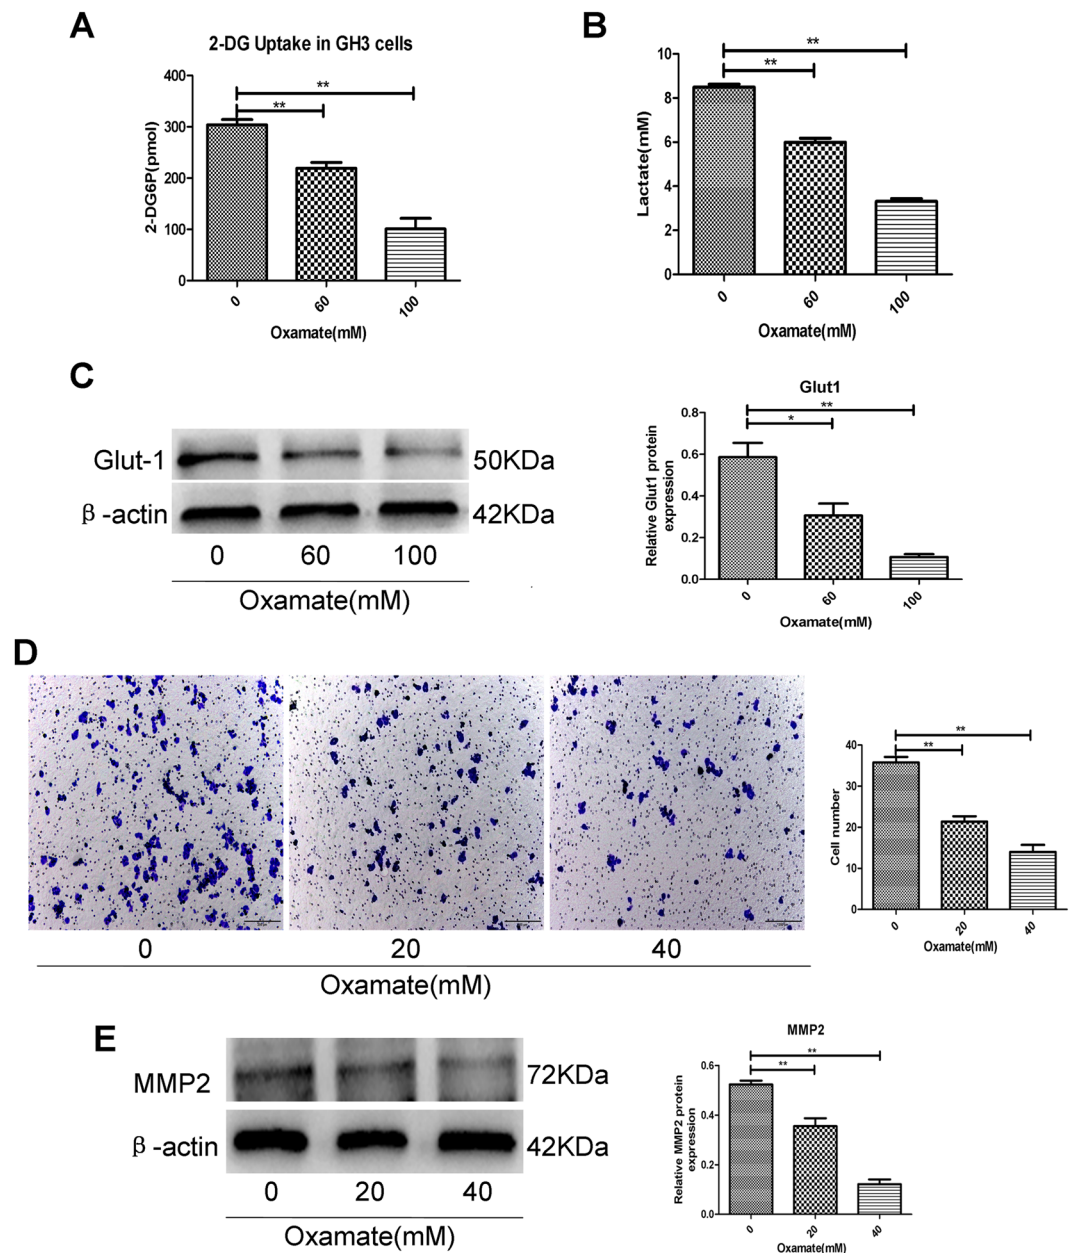 A
2-DG Uptake in GH3 cells
2-DG6P(pmol)
400
300
200
100
0
**
**
0
60
100
Oxamate(mM)
B
Lactate(mM)
10
8
6
4
2
0
**
**
0
60
100
Oxamate(mM)
C
Glut-1
50KDa
β-actin
42KDa
0 60 100
Oxamate(mM)
Glut1
Relative Glut1 protein
expression
0.8
0.6
0.4
0.2
0.0
**
*
0
60
100
Oxamate(mM)
D
0 20 40
Oxamate(mM)
Cell number
40
30
20
10
0
**
**
0
20
40
Oxamate(mM)
E
MMP2
72KDa
β-actin
42KDa
0 20 40
Oxamate(mM)
MMP2
Relative MMP2 protein
expression
0.6
0.4
0.2
0.0
**
**
0
20
40
Oxamate(mM)